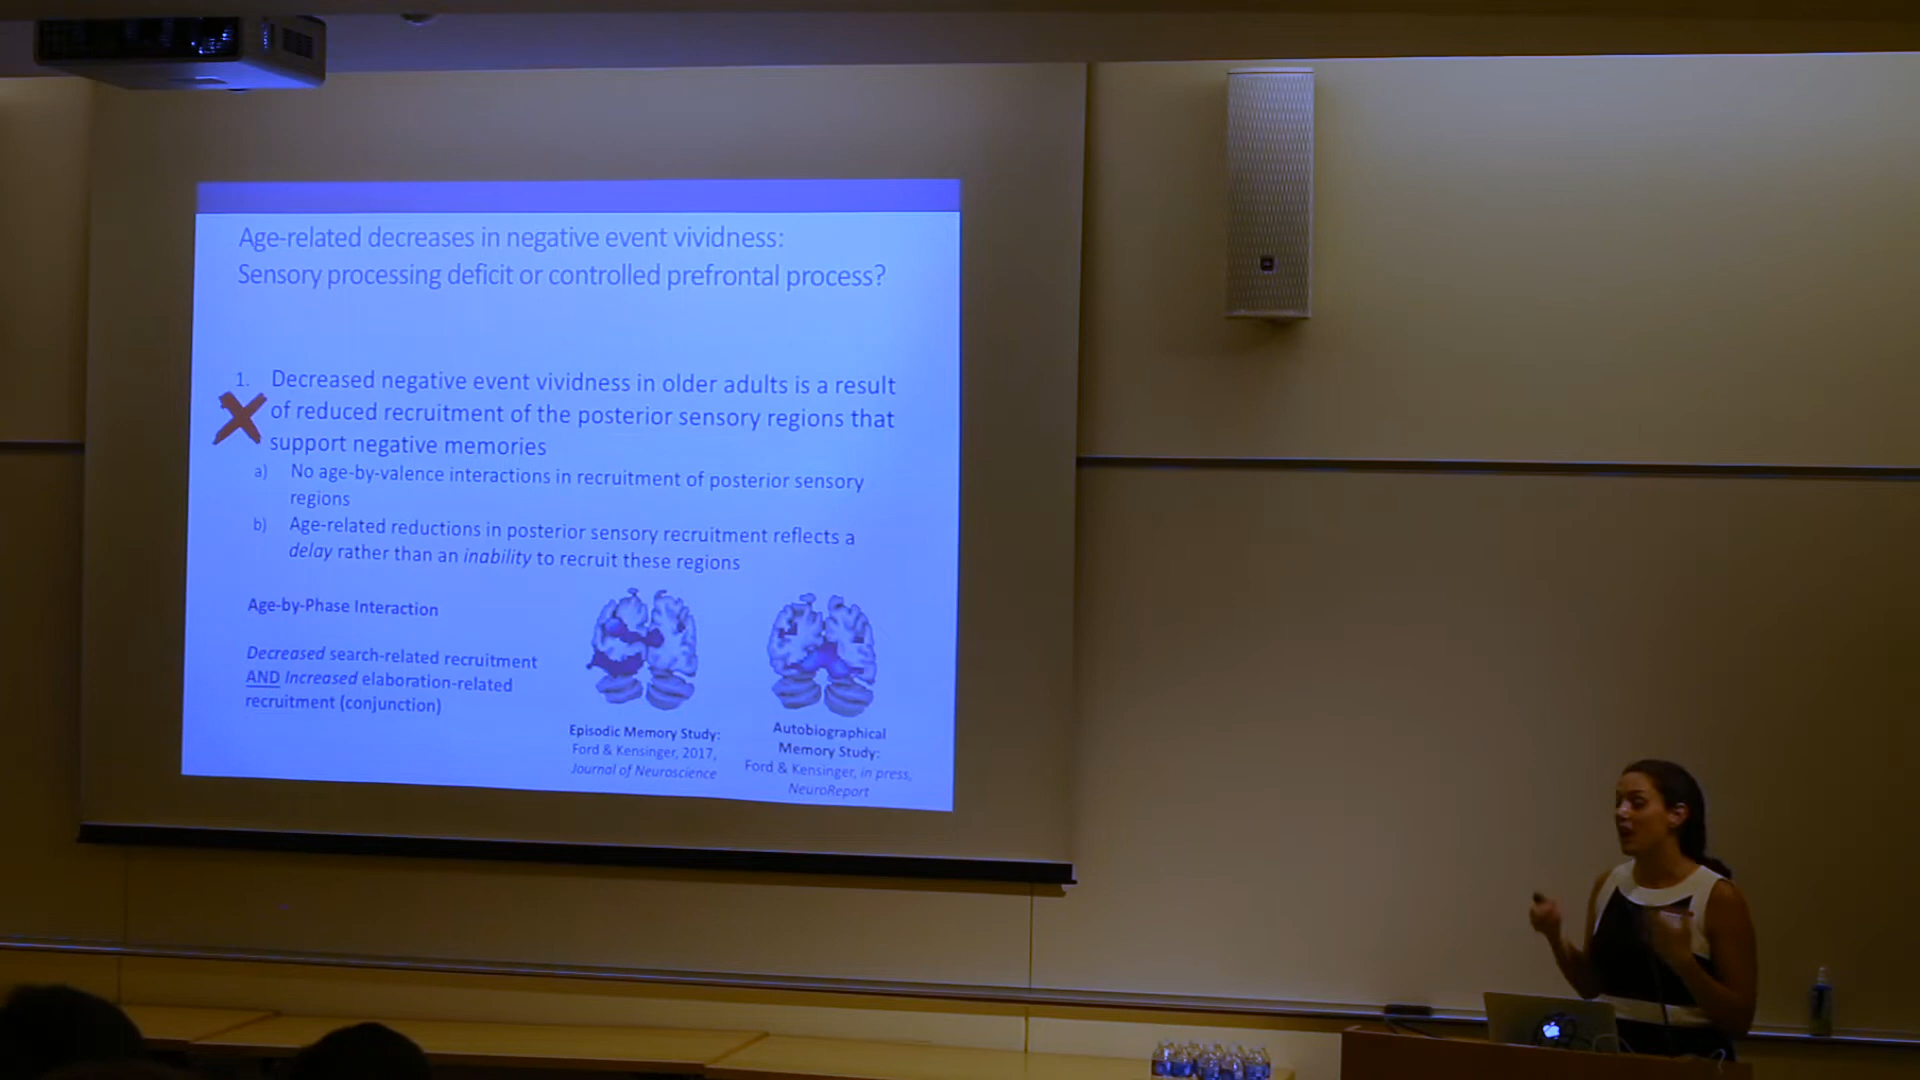 Age-related decreases in negative event vividness:
Sensory processing deficit or controlled prefrontal process?
1. Decreased negative event vividness in older adults is a result
of reduced recruitment of the posterior sensory regions that
support negative memories
a) No age-by-valence interactions in recruitment of posterior sensory
regions
b) Age-related reductions in posterior sensory recruitment reflects a
delay rather than an inability to recruit these regions
Age-by-Phase Interaction
Decreased search-related recruitment
AND Increased elaboration-related
recruitment (conjunction)
Episodic Memory Study:
Ford & Kensinger, 2017,
Journal of Neuroscience
Autobiographical
Memory Study:
Ford & Kensinger, in press,
NeuroReport